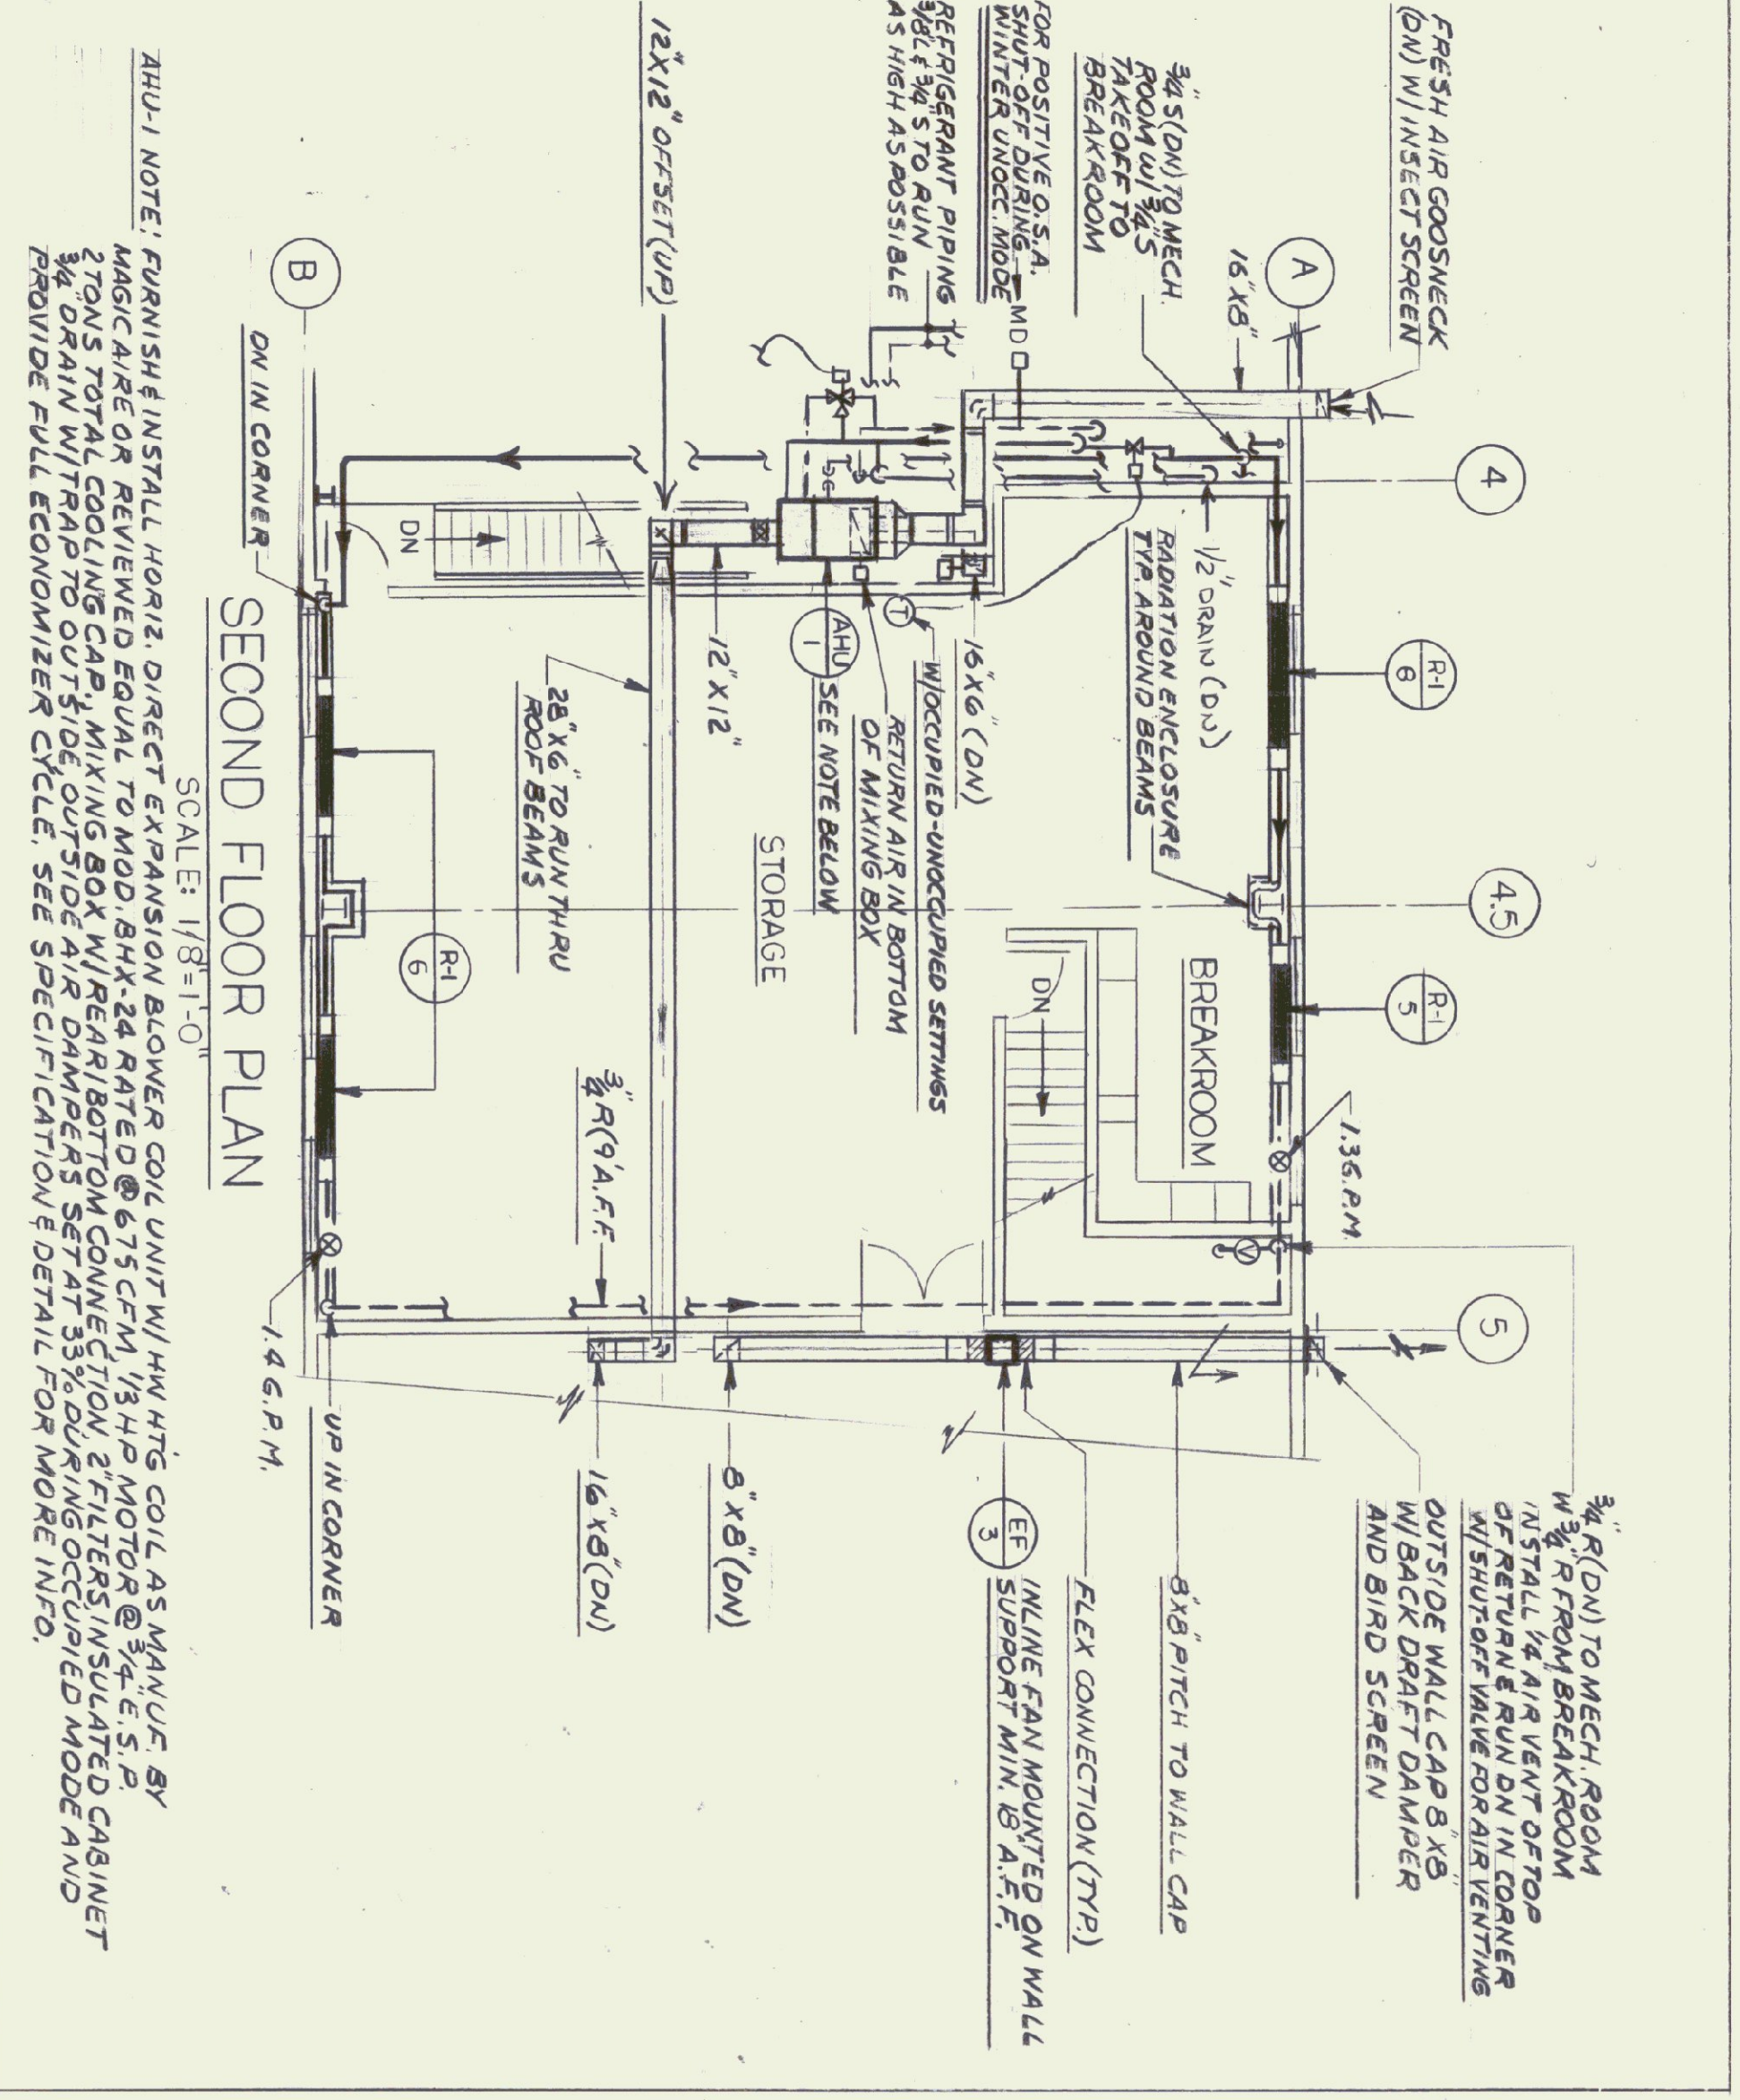 FRESH AIR GOOSNECK
(DN) W/ INSECT SCREEN
A
16"X8"
3/4"S (DN) TO MECH.
ROOM W/ 3/4"S
TAKEOFF TO
BREAKROOM
FOR POSITIVE O.S.A.
SHUT-OFF DURING
WINTER UNOCC. MODE
MD
REFRIGERANT PIPING
3/8"L & 3/4"S TO RUN
AS HIGH AS POSSIBLE
12"X12" OFFSET (UP)
B
DN IN CORNER
4
4.5
5
R-1
8
R-1
5
1.3 G.P.M.
1/2" DRAIN (DN)
RADIATION ENCLOSURE
TYP. AROUND BEAMS
BREAKROOM
DN
V
16"X6" (DN)
T
W/OCCUPIED-UNOCCUPIED SETTINGS
RETURN AIR IN BOTTOM
OF MIXING BOX
AHU
1
SEE NOTE BELOW
STORAGE
12"X12"
DN
28"X6" TO RUN THRU
ROOF BEAMS
3/4"R (9' A.F.F.
R-1
6
3/4"R (DN) TO MECH. ROOM
W 3/4"R FROM BREAKROOM
INSTALL 1/4 AIR VENT OF TOP
OF RETURN & RUN DN IN CORNER
W/SHUT-OFF VALVE FOR AIR VENTING
OUTSIDE WALL CAP 8"X8"
W/ BACK DRAFT DAMPER
AND BIRD SCREEN
8"X8" PITCH TO WALL CAP
FLEX CONNECTION (TYP.)
EF
3
INLINE FAN MOUNTED ON WALL
SUPPORT MIN. 18" A.F.F.
8"X8" (DN)
16"X8" (DN)
UP IN CORNER
1.4 G.P.M.
SECOND FLOOR PLAN
SCALE: 1/8"=1'-0"
AHU-1 NOTE: FURNISH & INSTALL HORIZ. DIRECT EXPANSION BLOWER COIL UNIT W/ HW HTG COIL AS MANUF. BY
MAGIC AIRE OR REVIEWED EQUAL TO MOD. BHX-24 RATED @ 675 CFM, 1/3 HP MOTOR @ 3/4" E.S.P.
2 TONS TOTAL COOLING CAP., MIXING BOX W/ REAR/BOTTOM CONNECTION, 2" FILTERS, INSULATED CABINET
3/4" DRAIN W/ TRAP TO OUTSIDE, OUTSIDE AIR DAMPERS SET AT 33% DURING OCCUPIED MODE AND
PROVIDE FULL ECONOMIZER CYCLE. SEE SPECIFICATION & DETAIL FOR MORE INFO.